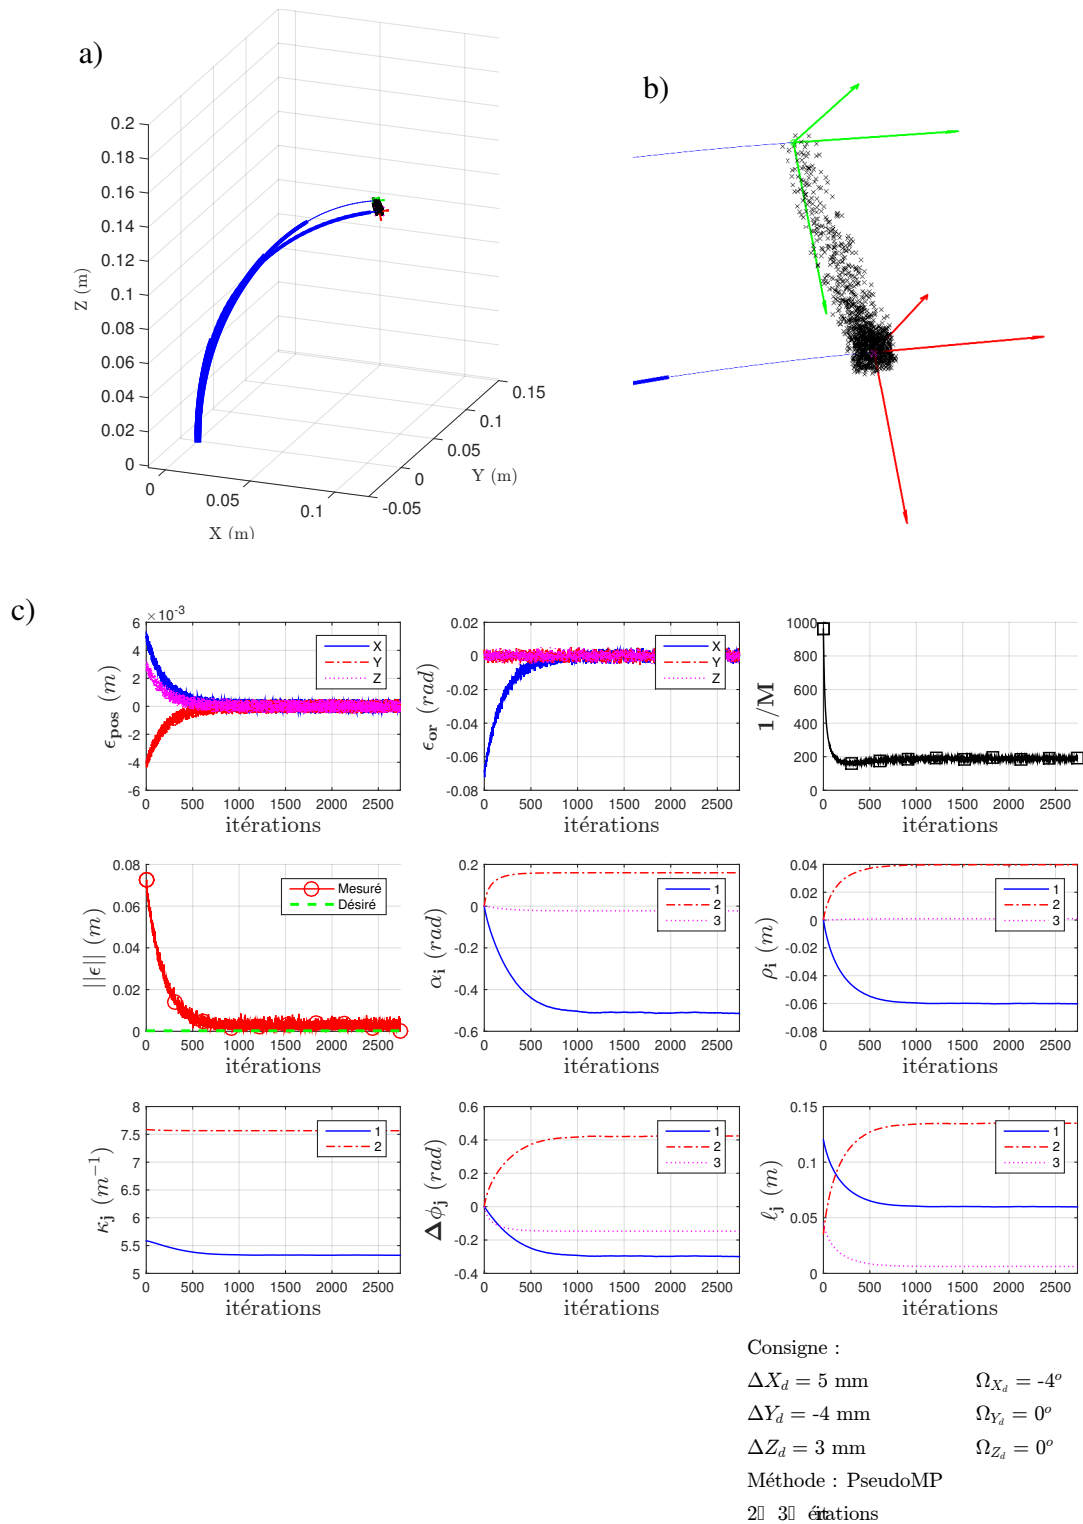 a)
b)
0.2
0.18
0.16
0.14
0.12
0.1
0.08
0.06
0.04
0.02
0
Z (m)
0
0.05
0.1
X (m)
-0.05
0
0.05
0.1
0.15
Y (m)
c)
×10⁻³
6
4
2
0
-2
-4
-6
ϵpos (m)
X
Y
Z
0 500 1000 1500 2000 2500
itérations
0.02
0
-0.02
-0.04
-0.06
-0.08
ϵor (rad)
X
Y
Z
0 500 1000 1500 2000 2500
itérations
1000
800
600
400
200
0
1/M
0 500 1000 1500 2000 2500
itérations
0.08
0.06
0.04
0.02
0
||ϵ|| (m)
Mesuré
Désiré
0 500 1000 1500 2000 2500
itérations
0.2
0
-0.2
-0.4
-0.6
αi (rad)
1
2
3
0 500 1000 1500 2000 2500
itérations
0.04
0.02
0
-0.02
-0.04
-0.06
-0.08
ρi (m)
1
2
3
0 500 1000 1500 2000 2500
itérations
8
7.5
7
6.5
6
5.5
5
κj (m⁻¹)
1
2
0 500 1000 1500 2000 2500
itérations
0.6
0.4
0.2
0
-0.2
-0.4
Δϕj (rad)
1
2
3
0 500 1000 1500 2000 2500
itérations
0.15
0.1
0.05
0
ℓj (m)
1
2
3
0 500 1000 1500 2000 2500
itérations
Consigne :
ΔXd = 5 mm ΩXd = -4°
ΔYd = -4 mm ΩYd = 0°
ΔZd = 3 mm ΩZd = 0°
Méthode : PseudoMP